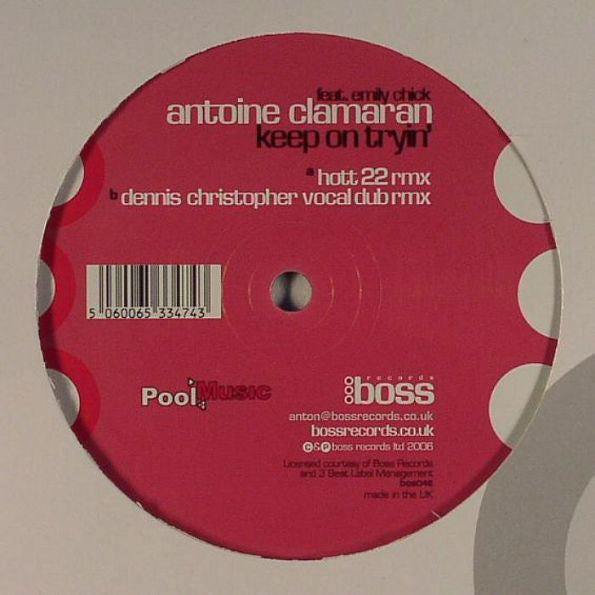 feat. emily chick
antoine clamaran
keep on tryin'
a hott 22 rmx
b dennis christopher vocal dub rmx
5 060065 334743
Pool Music
records
boss
anton@bossrecords.co.uk
bossrecords.co.uk
C & P boss records ltd 2006
Licensed courtesy of Boss Records
and 3 Beat Label Management
bos046
made in the UK